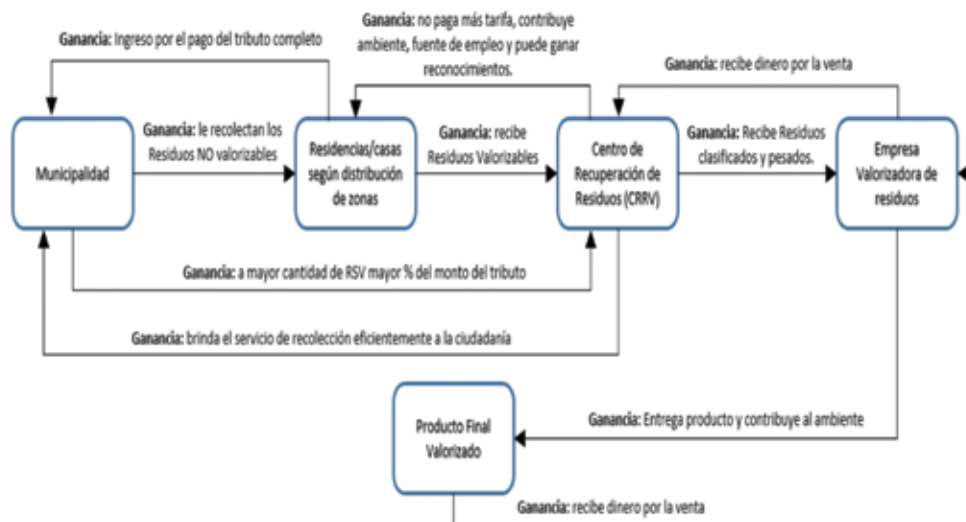 Ganancia: no paga más tarifa, contribuye
ambiente, fuente de empleo y puede ganar
reconocimientos.
Ganancia: Ingreso por el pago del tributo completo
Ganancia: recibe dinero por la venta
Ganancia: le recolectan los
Residuos NO valorizables
Ganancia: recibe
Residuos Valorizables
Ganancia: Recibe Residuos
clasificados y pesados.
Municipalidad
Residencias/casas
según distribución
de zonas
Centro de
Recuperación de
Residuos (CRRV)
Empresa
Valorizadora de
residuos
Ganancia: a mayor cantidad de RSV mayor % del monto del tributo
Ganancia: brinda el servicio de recolección eficientemente a la ciudadanía
Producto Final
Valorizado
Ganancia: Entrega producto y contribuye al ambiente
Ganancia: recibe dinero por la venta